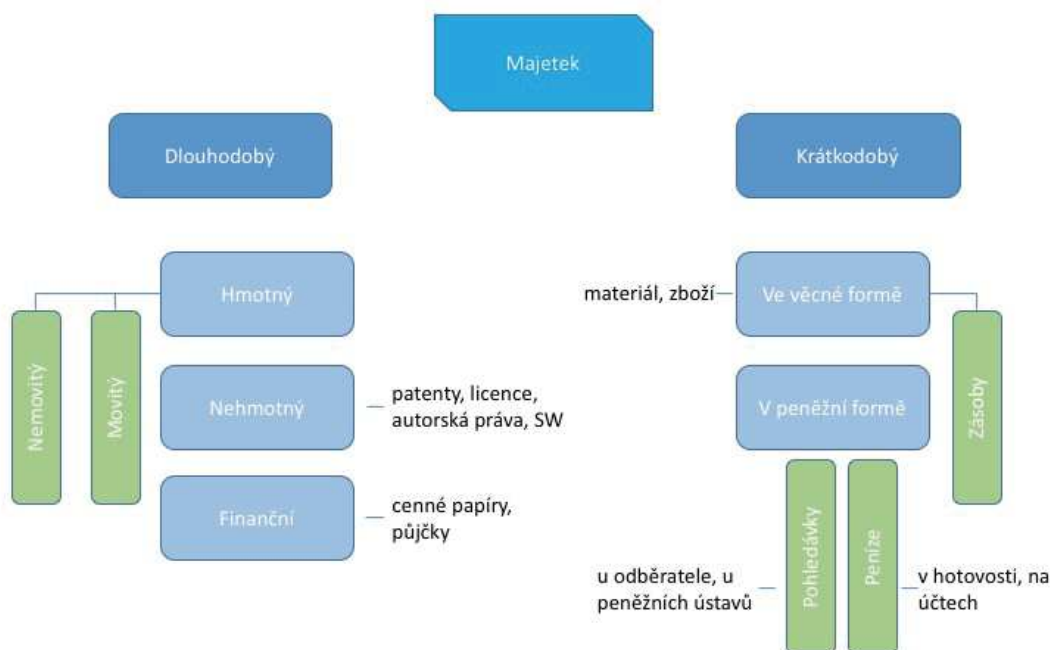 Majetek
Dlouhodobý
Krátkodobý
Hmotný
Nemovitý
Movitý
Nehmotný
patenty, licence,
autorská práva, SW
Finanční
cenné papíry,
půjčky
materiál, zboží
Ve věcné formě
Zásoby
V peněžní formě
Pohledávky
Peníze
u odběratele, u
peněžních ústavů
v hotovosti, na
účtech